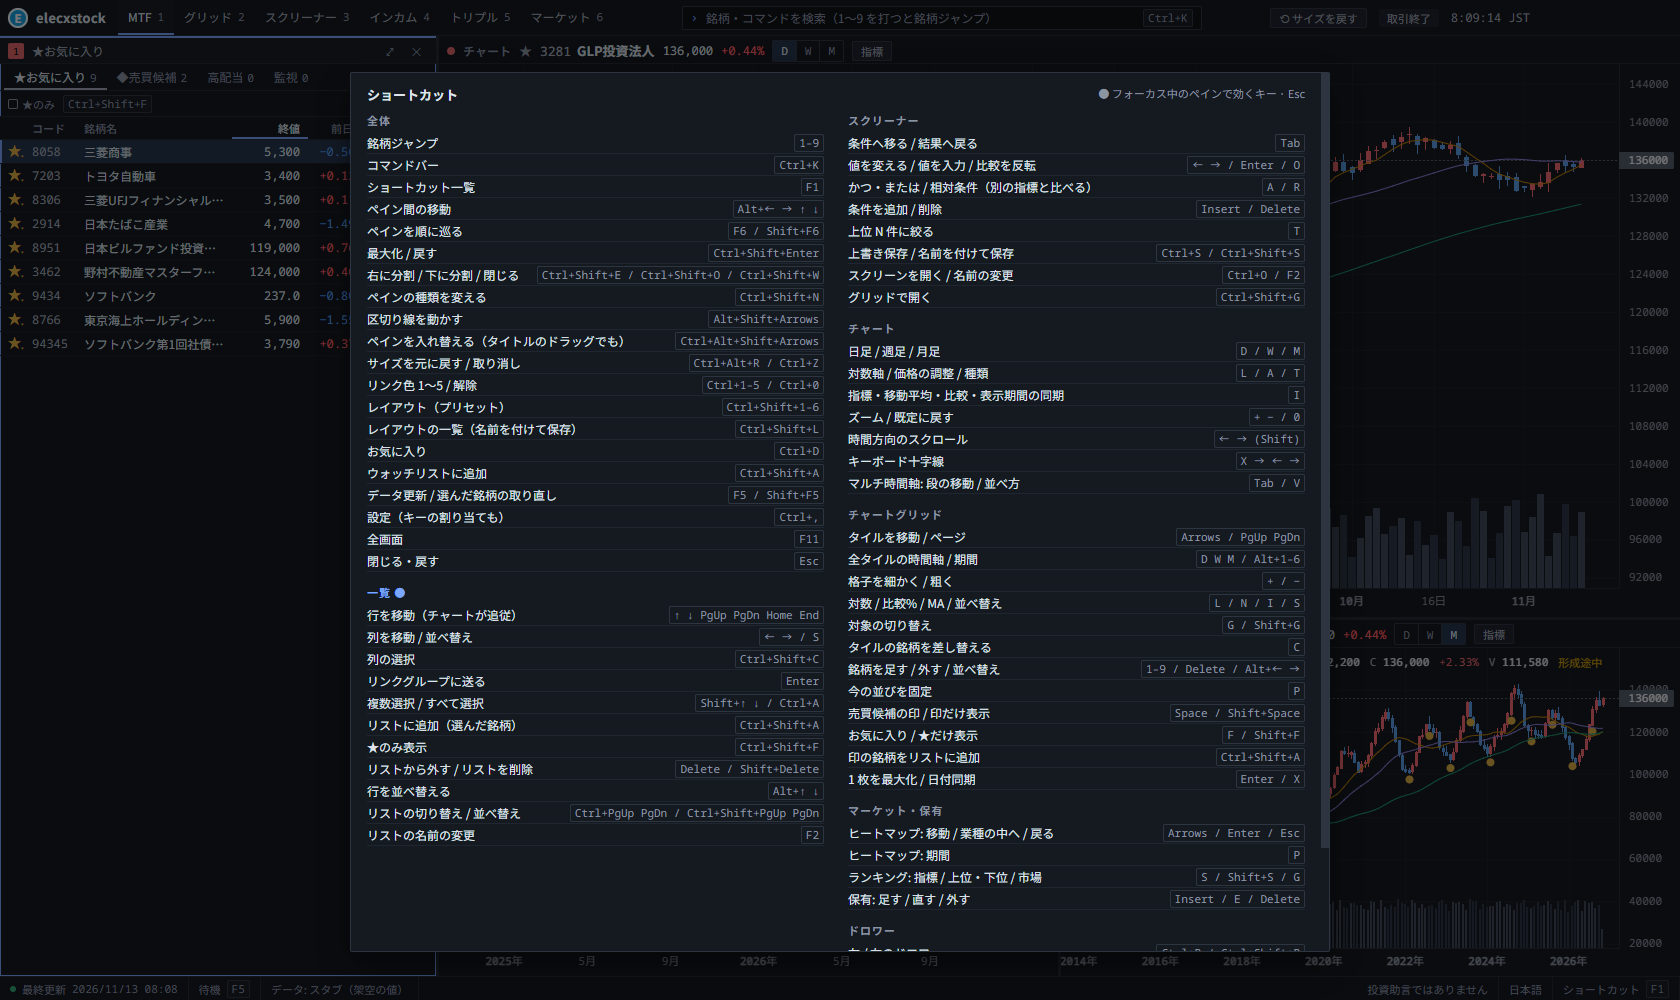 elecxstock MTF 1 グリッド 2 スクリーナー 3 インカム 4 トリプル 5 マーケット 6 › 銘柄・コマンドを検索（1〜9 を打つと銘柄ジャンプ） Ctrl+K サイズを戻す 取引終了 8:09:14 JST
1 ★お気に入り
チャート ★ 3281 GLP投資法人 136,000 +0.44% D W M 指標
★お気に入り 9 ◆売買候補 2 高配当 0 監視 0
★のみ Ctrl+Shift+F
コード 銘柄名 終値 前日
8058 三菱商事 5,300
7203 トヨタ自動車 3,400
8306 三菱UFJフィナンシャル… 3,500
2914 日本たばこ産業 4,700
8951 日本ビルファンド投資… 119,000
3462 野村不動産マスターフ… 124,000
9434 ソフトバンク 237.0
8766 東京海上ホールディン… 5,900
94345 ソフトバンク第1回社債… 3,790
ショートカット
フォーカス中のペインで効くキー · Esc
全体
銘柄ジャンプ 1-9
コマンドバー Ctrl+K
ショートカット一覧 F1
ペイン間の移動 Alt+← → ↑ ↓
ペインを順に巡る F6 / Shift+F6
最大化 / 戻す Ctrl+Shift+Enter
右に分割 / 下に分割 / 閉じる Ctrl+Shift+E / Ctrl+Shift+O / Ctrl+Shift+W
ペインの種類を変える Ctrl+Shift+N
区切り線を動かす Alt+Shift+Arrows
ペインを入れ替える（タイトルのドラッグでも） Ctrl+Alt+Shift+Arrows
サイズを元に戻す / 取り消し Ctrl+Alt+R / Ctrl+Z
リンク色 1〜5 / 解除 Ctrl+1-5 / Ctrl+0
レイアウト（プリセット） Ctrl+Shift+1-6
レイアウトの一覧（名前を付けて保存） Ctrl+Shift+L
お気に入り Ctrl+D
ウォッチリストに追加 Ctrl+Shift+A
データ更新 / 選んだ銘柄の取り直し F5 / Shift+F5
設定（キーの割り当ても） Ctrl+,
全画面 F11
閉じる・戻す Esc
一覧
行を移動（チャートが追従） ↑ ↓ PgUp PgDn Home End
列を移動 / 並べ替え ← → / S
列の選択 Ctrl+Shift+C
リンクグループに送る Enter
複数選択 / すべて選択 Shift+↑ ↓ / Ctrl+A
リストに追加（選んだ銘柄） Ctrl+Shift+A
★のみ表示 Ctrl+Shift+F
リストから外す / リストを削除 Delete / Shift+Delete
行を並べ替える Alt+↑ ↓
リストの切り替え / 並べ替え Ctrl+PgUp PgDn / Ctrl+Shift+PgUp PgDn
リストの名前の変更 F2
スクリーナー
条件へ移る / 結果へ戻る Tab
値を変える / 値を入力 / 比較を反転 ← → / Enter / O
かつ・または / 相対条件（別の指標と比べる） A / R
条件を追加 / 削除 Insert / Delete
上位 N 件に絞る T
上書き保存 / 名前を付けて保存 Ctrl+S / Ctrl+Shift+S
スクリーンを開く / 名前の変更 Ctrl+O / F2
グリッドで開く Ctrl+Shift+G
チャート
日足 / 週足 / 月足 D / W / M
対数軸 / 価格の調整 / 種類 L / A / T
指標・移動平均・比較・表示期間の同期 I
ズーム / 既定に戻す + − / 0
時間方向のスクロール ← → (Shift)
キーボード十字線 X → ← →
マルチ時間軸: 段の移動 / 並べ方 Tab / V
チャートグリッド
タイルを移動 / ページ Arrows / PgUp PgDn
全タイルの時間軸 / 期間 D W M / Alt+1-6
格子を細かく / 粗く + / −
対数 / 比較% / MA / 並べ替え L / N / I / S
対象の切り替え G / Shift+G
タイルの銘柄を差し替える C
銘柄を足す / 外す / 並べ替え 1-9 / Delete / Alt+← →
今の並びを固定 P
売買候補の印 / 印だけ表示 Space / Shift+Space
お気に入り / ★だけ表示 F / Shift+F
印の銘柄をリストに追加 Ctrl+Shift+A
1 枚を最大化 / 日付同期 Enter / X
マーケット・保有
ヒートマップ: 移動 / 業種の中へ / 戻る Arrows / Enter / Esc
ヒートマップ: 期間 P
ランキング: 指標 / 上位・下位 / 市場 S / Shift+S / G
保有: 足す / 直す / 外す Insert / E / Delete
ドロワー
144000
140000
136000
132000
128000
124000
120000
116000
112000
108000
104000
100000
96000
92000
10月 16日 11月
+0.44% D W M 指標
2,200 C 136,000 +2.33% V 111,580 形成途中
136000
120000
100000
80000
60000
40000
20000
2025年 5月 9月 2026年 5月 9月
2014年 2016年 2018年 2020年 2022年 2024年 2026年
最終更新 2026/11/13 08:08 待機 F5 データ: スタブ（架空の値） 投資助言ではありません 日本語 ショートカット F1